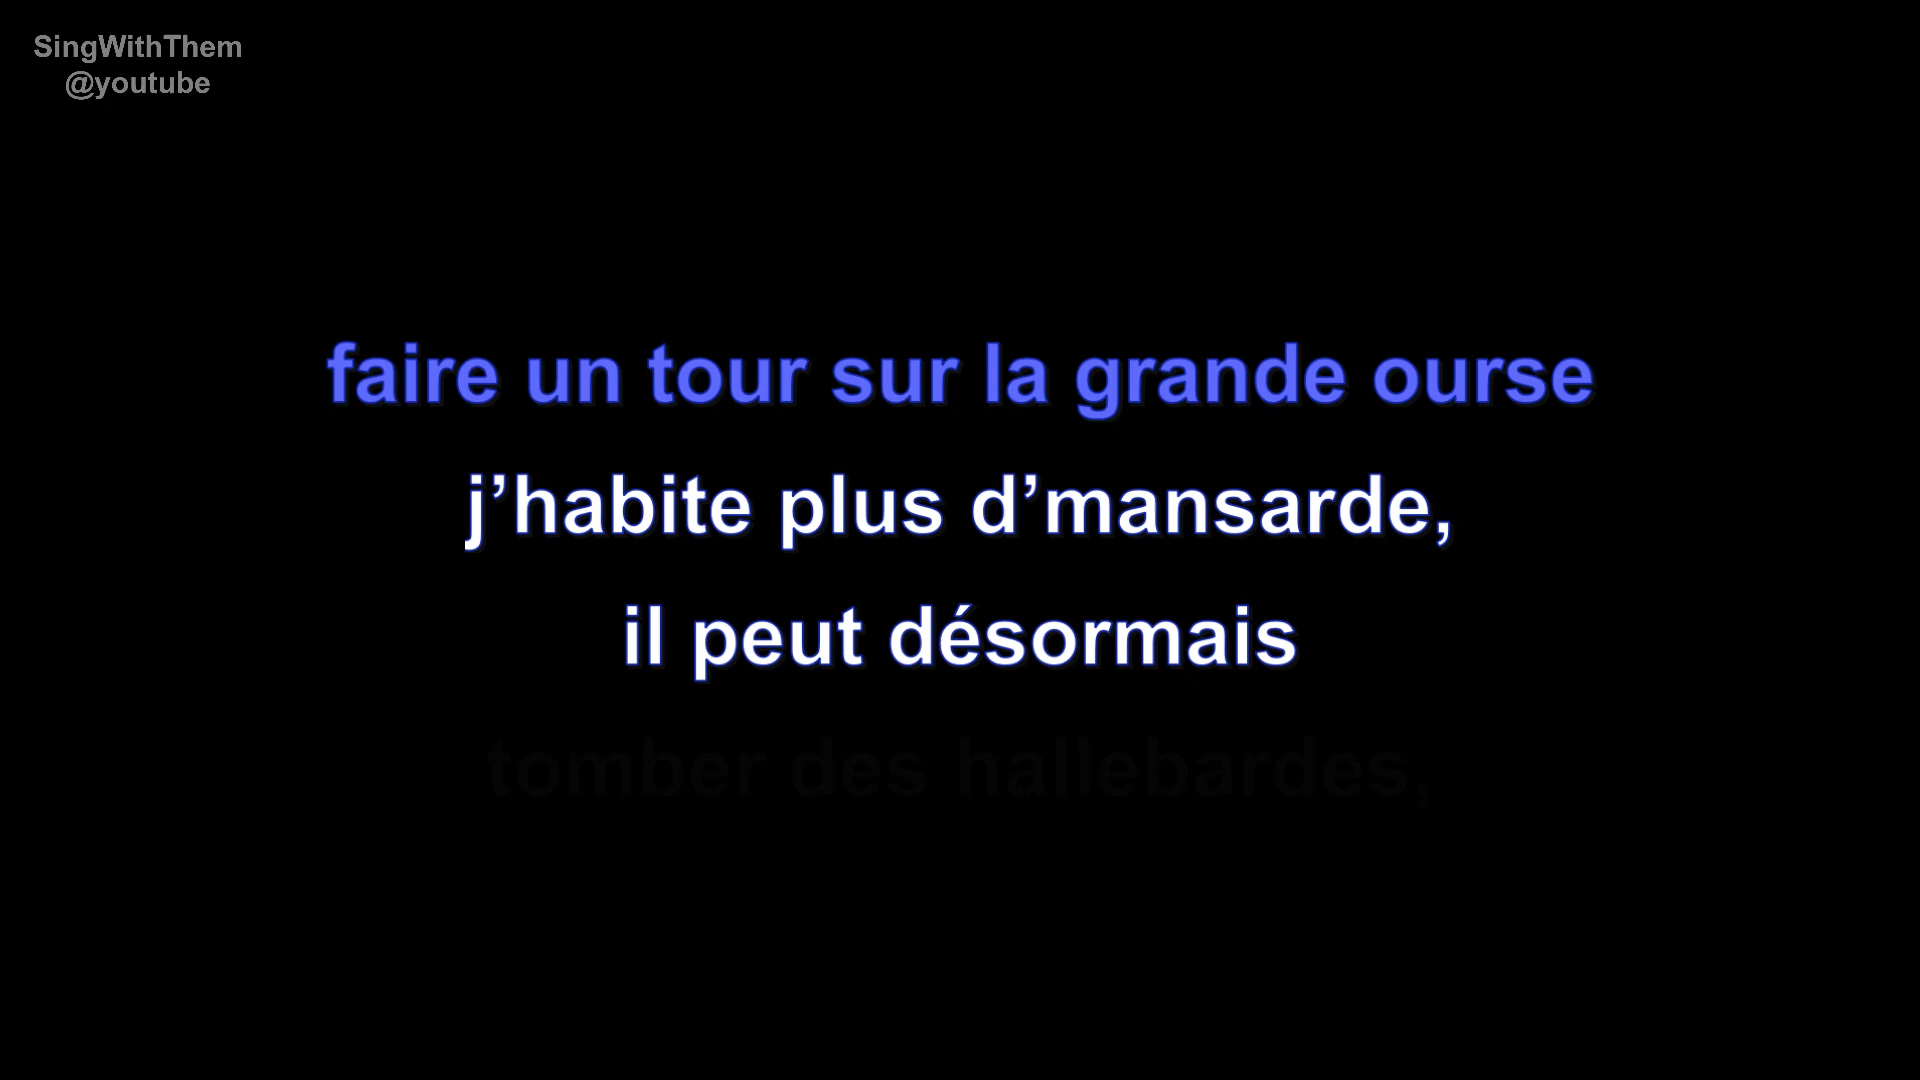 SingWithThem
@youtube
faire un tour sur la grande ourse
j’habite plus d’mansarde,
il peut désormais
tomber des hallebardes,